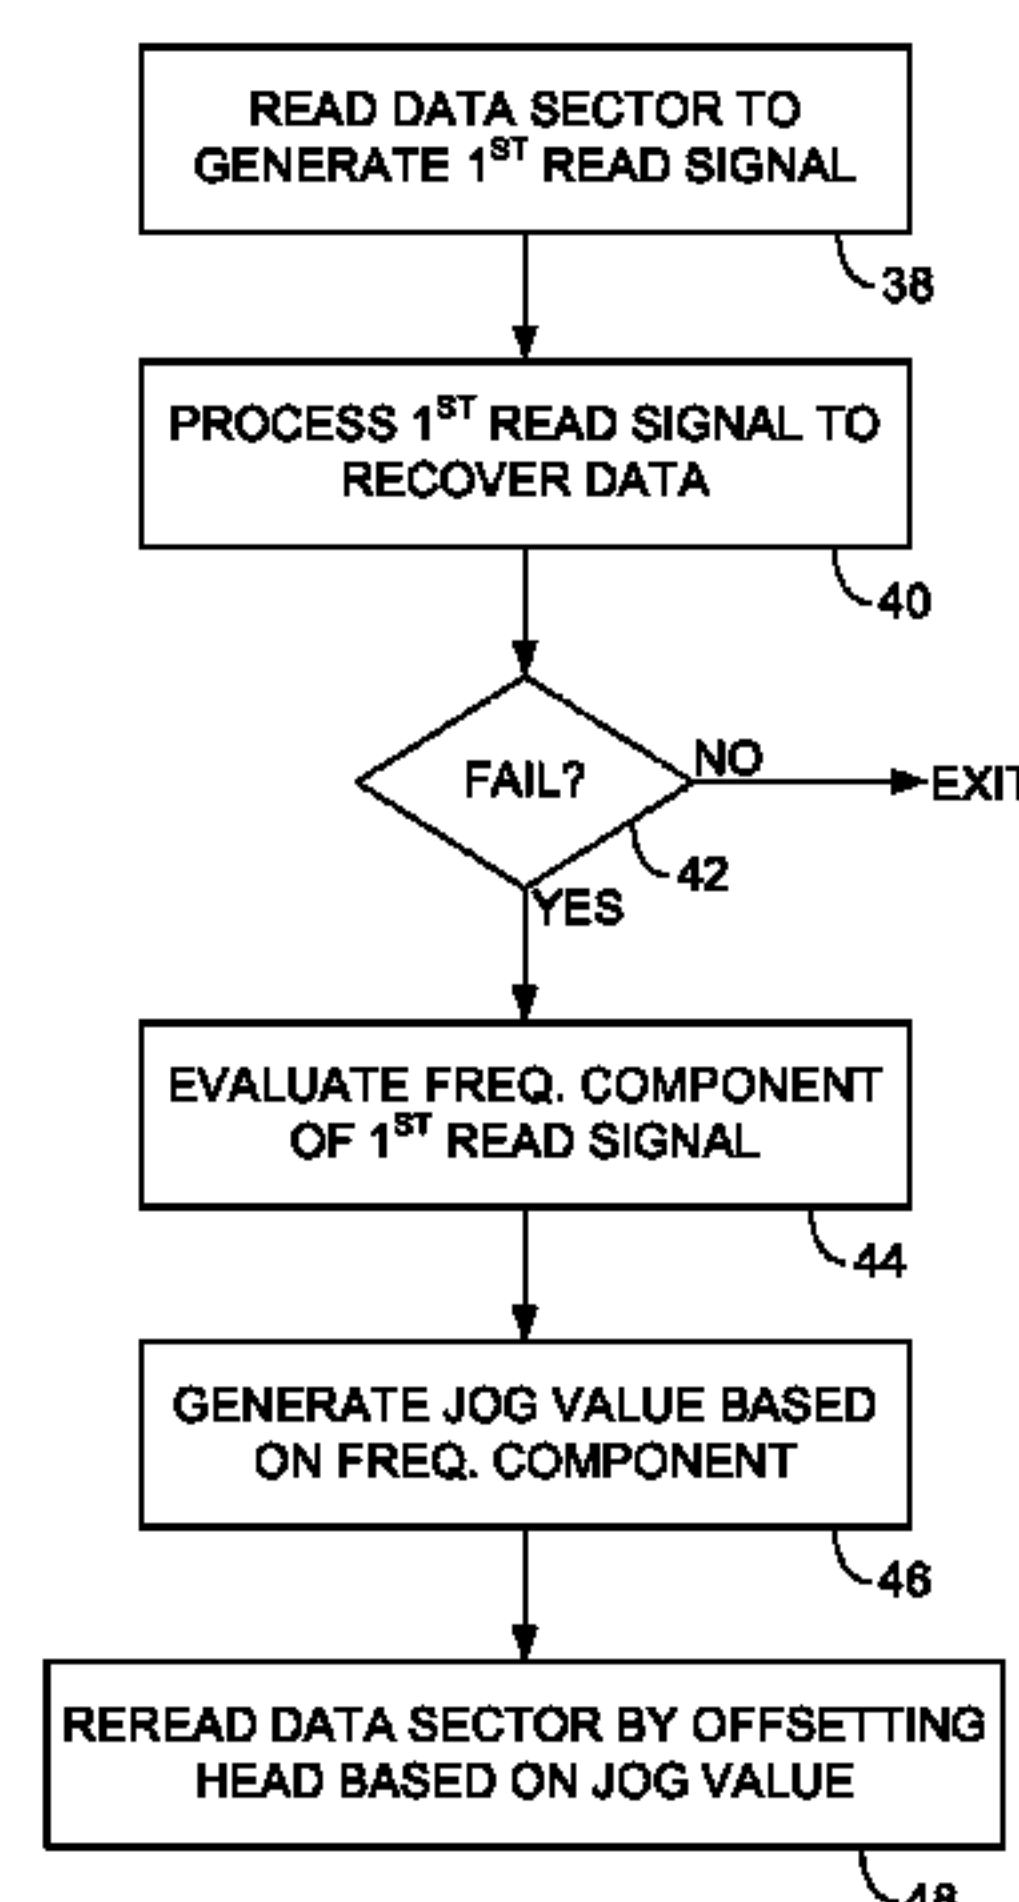 READ DATA SECTOR TO
GENERATE 1ST READ SIGNAL
38
PROCESS 1ST READ SIGNAL TO
RECOVER DATA
40
FAIL?
NO
EXIT
42
YES
EVALUATE FREQ. COMPONENT
OF 1ST READ SIGNAL
44
GENERATE JOG VALUE BASED
ON FREQ. COMPONENT
46
REREAD DATA SECTOR BY OFFSETTING
HEAD BASED ON JOG VALUE
48